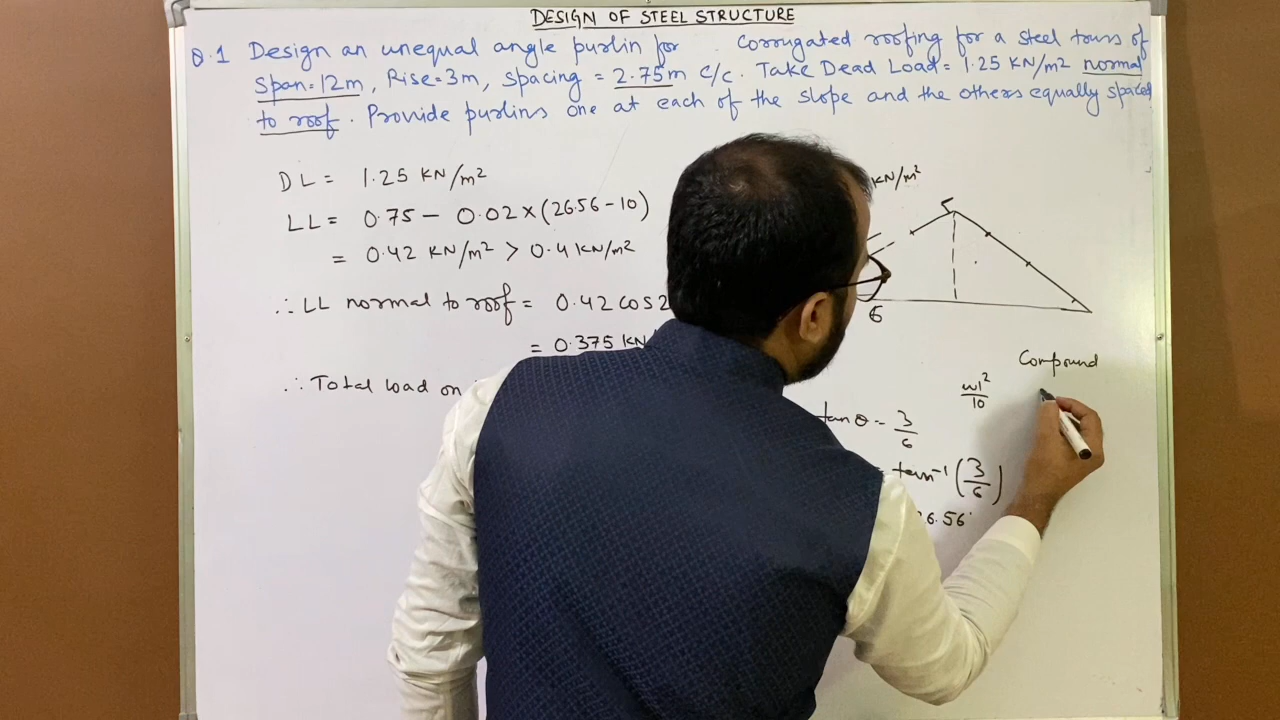 DESIGN OF STEEL STRUCTURE
Q.1 Design an unequal angle purlin for Corrugated roofing for a steel truss of
span=12m, Rise=3m, spacing = 2.75m c/c. Take Dead Load = 1.25 KN/m² normal
to roof. Provide purlins one at each of the slope and the others equally spaced
DL = 1.25 KN/m²
LL = 0.75 - 0.02 × (26.56 - 10)
= 0.42 KN/m² > 0.4 KN/m²
∴ LL normal to roof = 0.42 cos 2
= 0.375 KN
∴ Total load on
KN/m²
6
Compound
wl²/10
tan θ = 3/6
tan⁻¹ (3/6)
6.56°